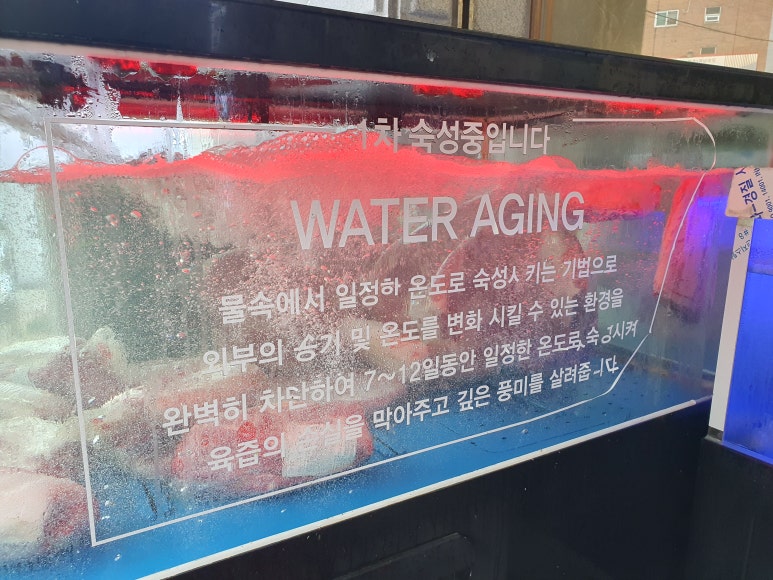 1차 숙성중입니다
WATER AGING
물속에서 일정한 온도로 숙성시키는 기법으로
외부의 공기 및 온도를 변화 시킬 수 있는 환경을
완벽히 차단하여 7~12일동안 일정한 온도로 숙성시켜
육즙의 손실을 막아주고 깊은 풍미를 살려줍니다.